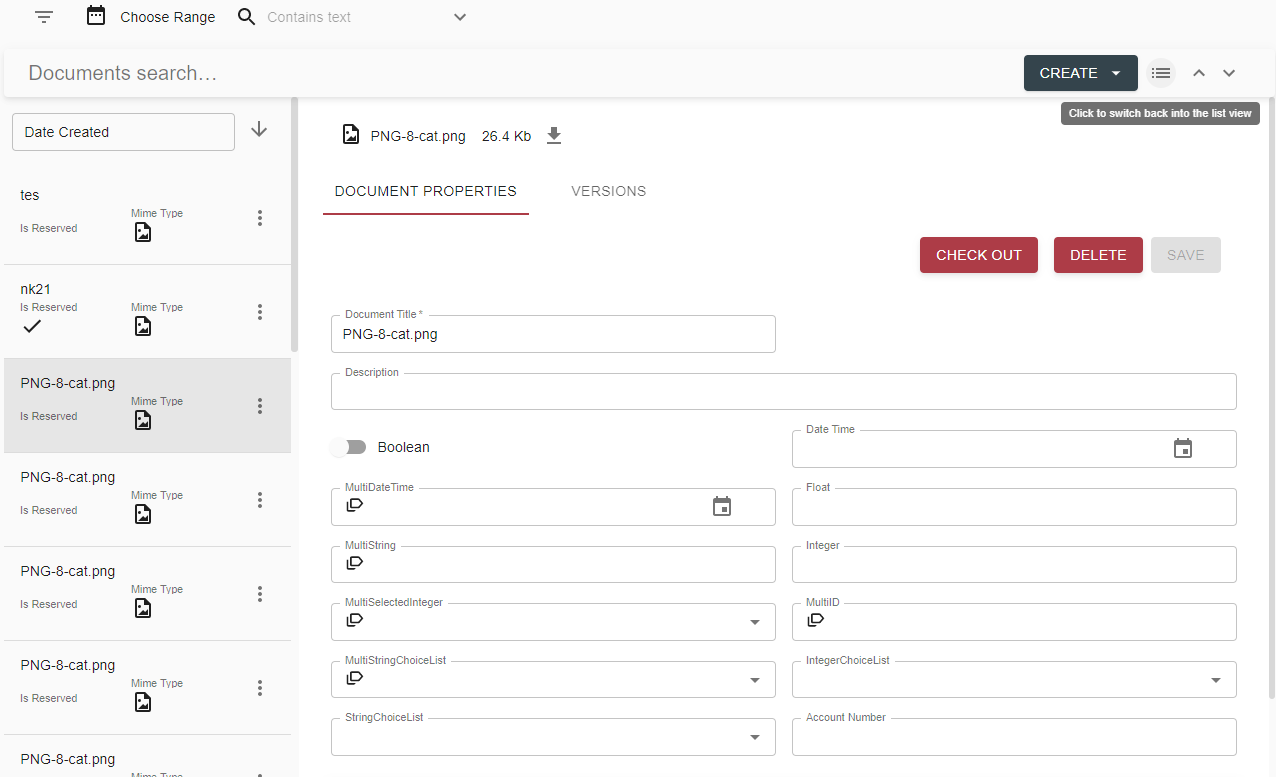 Choose Range
Contains text
Documents search…
CREATE
Click to switch back into the list view
Date Created
tes
Is Reserved
Mime Type
nk21
Is Reserved
Mime Type
PNG-8-cat.png
Is Reserved
Mime Type
PNG-8-cat.png
Is Reserved
Mime Type
PNG-8-cat.png
Is Reserved
Mime Type
PNG-8-cat.png
Is Reserved
Mime Type
PNG-8-cat.png
Mime Type
PNG-8-cat.png 26.4 Kb
DOCUMENT PROPERTIES VERSIONS
CHECK OUT DELETE SAVE
Document Title *
PNG-8-cat.png
Description
Boolean
Date Time
MultiDateTime
Float
MultiString
Integer
MultiSelectedInteger
MultiID
MultiStringChoiceList
IntegerChoiceList
StringChoiceList
Account Number